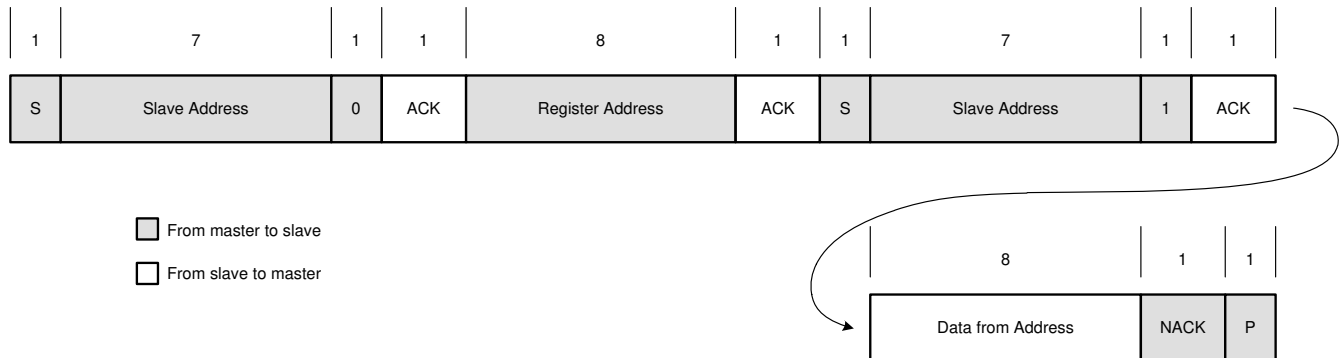 1 7 1 1 8 1 1 7 1 1
S Slave Address 0 ACK Register Address ACK S Slave Address 1 ACK
From master to slave
From slave to master
8 1 1
Data from Address NACK P